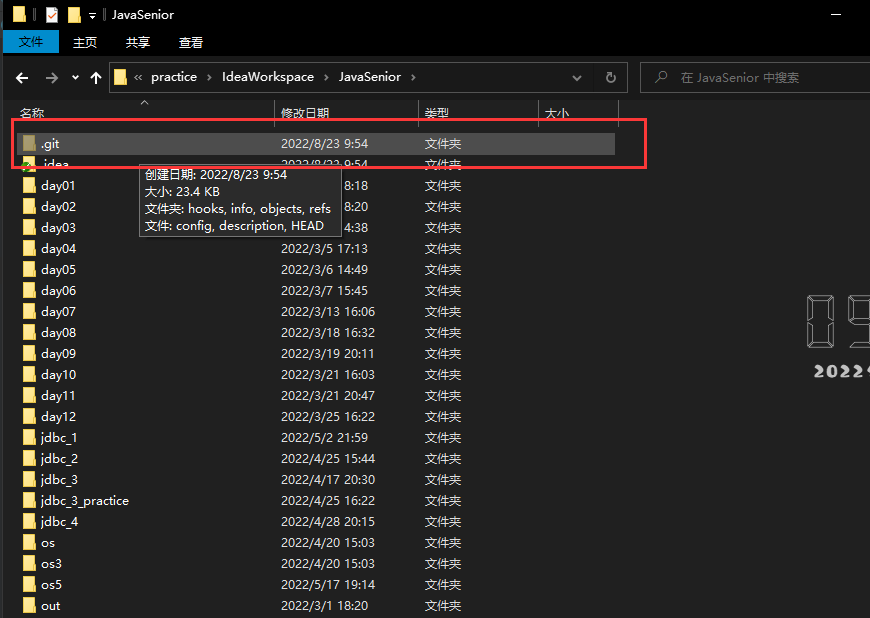 JavaSenior
文件 主页 共享 查看
« practice › IdeaWorkspace › JavaSenior ›
在 JavaSenior 中搜索
名称 修改日期 类型 大小
.git 2022/8/23 9:54 文件夹
.idea 2022/8/23 9:54 文件夹
创建日期: 2022/8/23 9:54
大小: 23.4 KB
文件夹: hooks, info, objects, refs
文件: config, description, HEAD
day01 8:18 文件夹
day02 8:20 文件夹
day03 4:38 文件夹
day04 2022/3/5 17:13 文件夹
day05 2022/3/6 14:49 文件夹
day06 2022/3/7 15:45 文件夹
day07 2022/3/13 16:06 文件夹
day08 2022/3/18 16:32 文件夹
day09 2022/3/19 20:11 文件夹
day10 2022/3/21 16:03 文件夹
day11 2022/3/21 20:47 文件夹
day12 2022/3/25 16:22 文件夹
jdbc_1 2022/5/2 21:59 文件夹
jdbc_2 2022/4/25 15:44 文件夹
jdbc_3 2022/4/17 20:30 文件夹
jdbc_3_practice 2022/4/25 16:22 文件夹
jdbc_4 2022/4/28 20:15 文件夹
os 2022/4/20 15:03 文件夹
os3 2022/4/20 15:03 文件夹
os5 2022/5/17 19:14 文件夹
out 2022/3/1 18:20 文件夹
09
2022